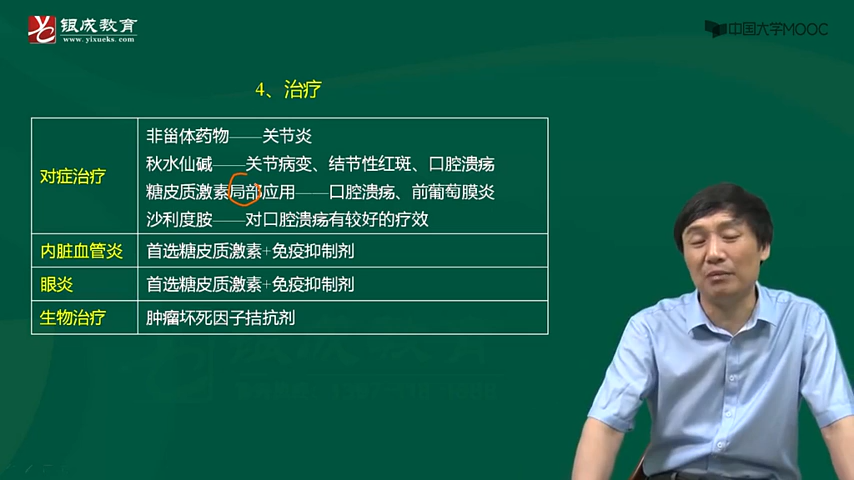 银成教育
www.yixueks.com
中国大学MOOC
4、治疗
对症治疗
非甾体药物——关节炎
秋水仙碱——关节病变、结节性红斑、口腔溃疡
糖皮质激素局部应用——口腔溃疡、前葡萄膜炎
沙利度胺——对口腔溃疡有较好的疗效
内脏血管炎
首选糖皮质激素+免疫抑制剂
眼炎
首选糖皮质激素+免疫抑制剂
生物治疗
肿瘤坏死因子拮抗剂
银成教育